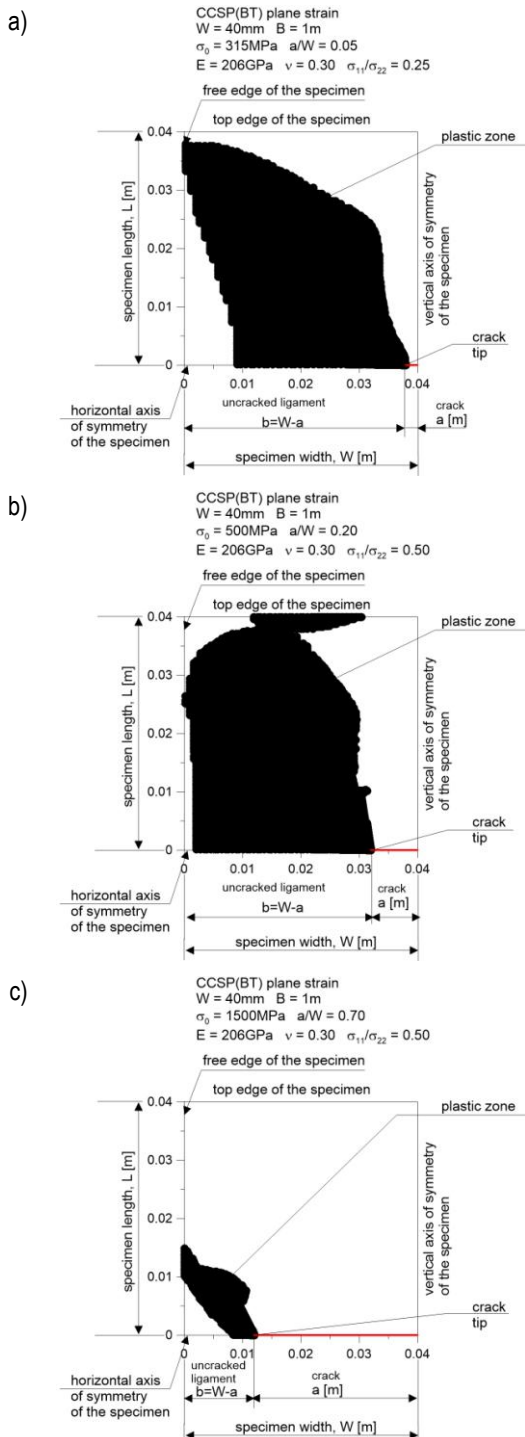 a)
CCSP(BT) plane strain
W = 40mm B = 1m
σ₀ = 315MPa a/W = 0.05
E = 206GPa ν = 0.30 σ₁₁/σ₂₂ = 0.25
free edge of the specimen
top edge of the specimen
plastic zone
0.04
0.03
0.02
0.01
0
specimen length, L [m]
vertical axis of symmetry
of the specimen
crack
tip
0 0.01 0.02 0.03 0.04
horizontal axis
of symmetry
of the specimen
uncracked ligament
b=W-a
crack
a [m]
specimen width, W [m]
b)
CCSP(BT) plane strain
W = 40mm B = 1m
σ₀ = 500MPa a/W = 0.20
E = 206GPa ν = 0.30 σ₁₁/σ₂₂ = 0.50
free edge of the specimen
top edge of the specimen
plastic zone
0.04
0.03
0.02
0.01
0
specimen length, L [m]
vertical axis of symmetry
of the specimen
crack
tip
0 0.01 0.02 0.03 0.04
horizontal axis
of symmetry
of the specimen
uncracked ligament
b=W-a
crack
a [m]
specimen width, W [m]
c)
CCSP(BT) plane strain
W = 40mm B = 1m
σ₀ = 1500MPa a/W = 0.70
E = 206GPa ν = 0.30 σ₁₁/σ₂₂ = 0.50
free edge of the specimen
top edge of the specimen
plastic zone
0.04
0.03
0.02
0.01
0
specimen length, L [m]
vertical axis of symmetry
of the specimen
crack
tip
0 0.01 0.02 0.03 0.04
horizontal axis
of symmetry
of the specimen
uncracked
ligament
b=W-a
crack
a [m]
specimen width, W [m]